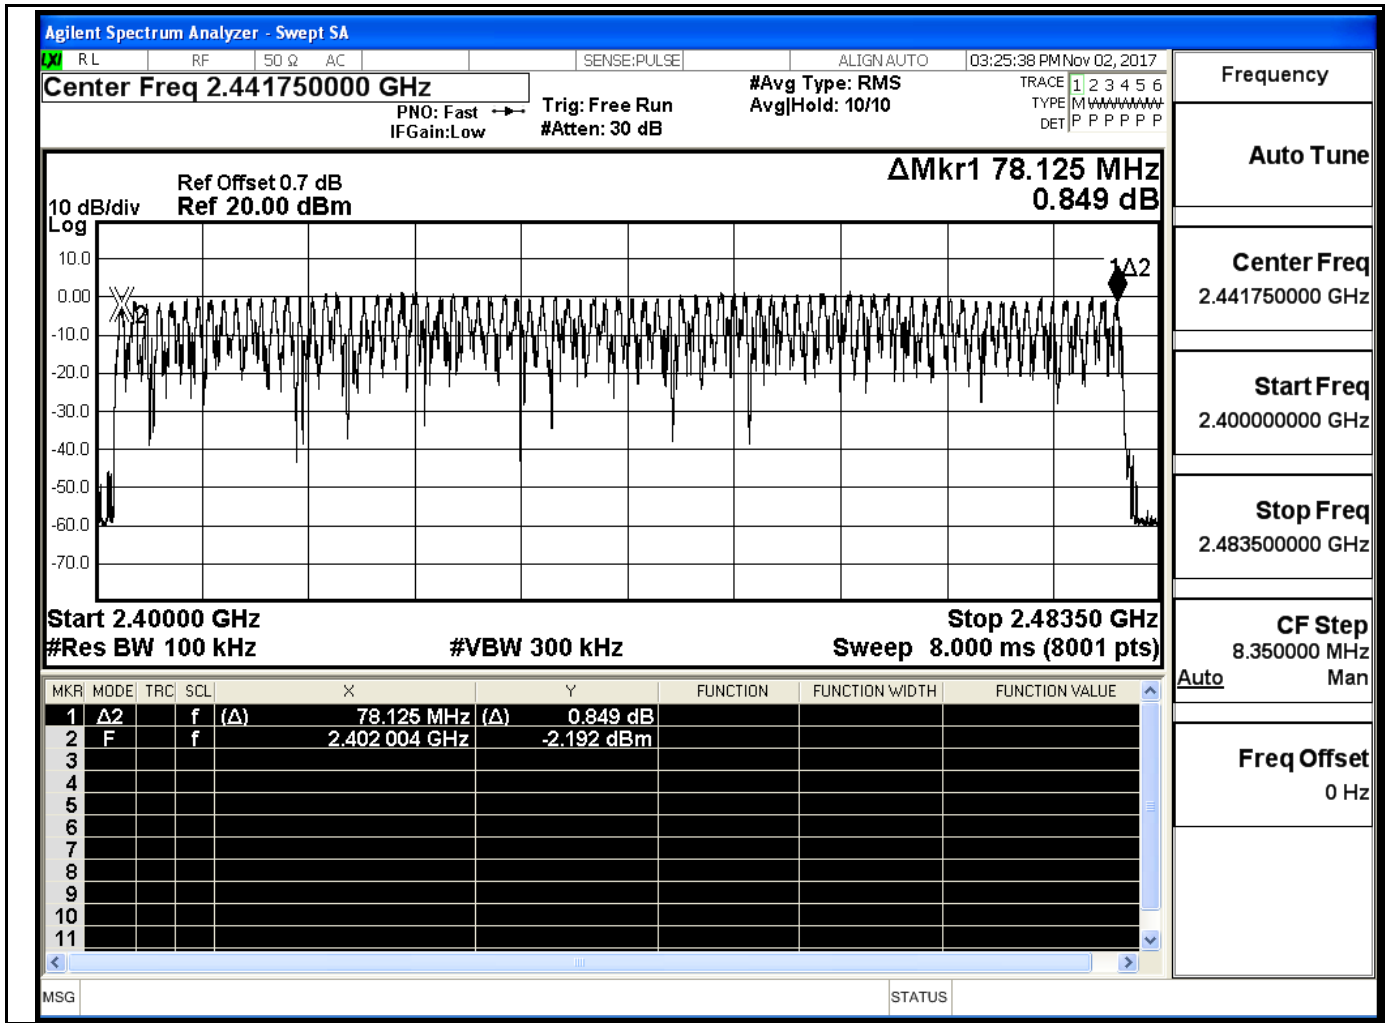 Agilent Spectrum Analyzer - Swept SA
LXI RL RF 50 Ω AC SENSE:PULSE ALIGN AUTO 03:25:38 PM Nov 02, 2017
Center Freq 2.441750000 GHz
PNO: Fast
IFGain:Low
Trig: Free Run
#Atten: 30 dB
#Avg Type: RMS
Avg|Hold: 10/10
TRACE 1 2 3 4 5 6
TYPE M WWWWW
DET P P P P P P
ΔMkr1 78.125 MHz
0.849 dB
Ref Offset 0.7 dB
10 dB/div Ref 20.00 dBm
Log
10.0
0.00
-10.0
-20.0
-30.0
-40.0
-50.0
-60.0
-70.0
2
1Δ2
Start 2.40000 GHz Stop 2.48350 GHz
#Res BW 100 kHz #VBW 300 kHz Sweep 8.000 ms (8001 pts)
MKR MODE TRC SCL X Y FUNCTION FUNCTION WIDTH FUNCTION VALUE
1 Δ2 f (Δ) 78.125 MHz (Δ) 0.849 dB
2 F f 2.402 004 GHz -2.192 dBm
3
4
5
6
7
8
9
10
11
MSG STATUS
Frequency
Auto Tune
Center Freq
2.441750000 GHz
Start Freq
2.400000000 GHz
Stop Freq
2.483500000 GHz
CF Step
8.350000 MHz
Auto Man
Freq Offset
0 Hz